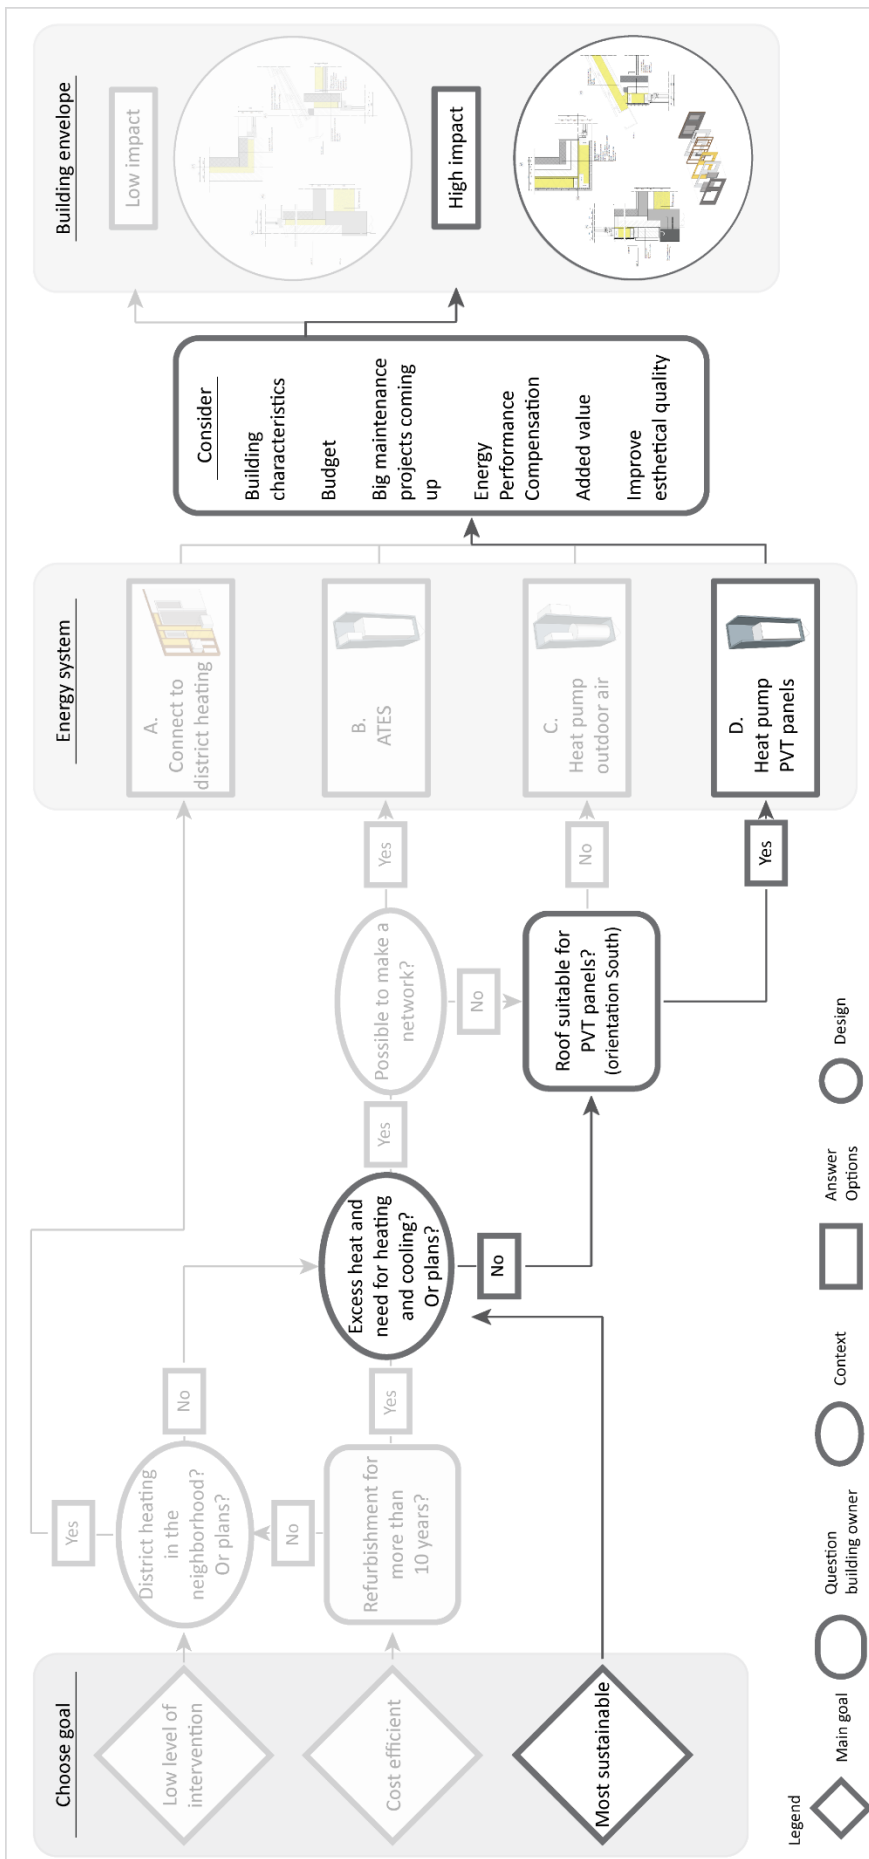 Choose goal
Low level of
intervention
Cost efficient
Most sustainable
District heating
in the
neighborhood?
Or plans?
Yes
No
Refurbishment for
more than
10 years?
No
Yes
Excess heat and
need for heating
and cooling?
Or plans?
Yes
No
Possible to make a
network?
Yes
No
Roof suitable for
PVT panels?
(orientation South)
No
Yes
Energy system
A.
Connect to
district heating
B.
ATES
C.
Heat pump
outdoor air
D.
Heat pump
PVT panels
Consider
Building
characteristics
Budget
Big maintenance
projects coming
up
Energy
Performance
Compensation
Added value
Improve
esthetical quality
Building envelope
Low impact
High impact
Legend
Main goal
Question
building owner
Context
Answer
Options
Design